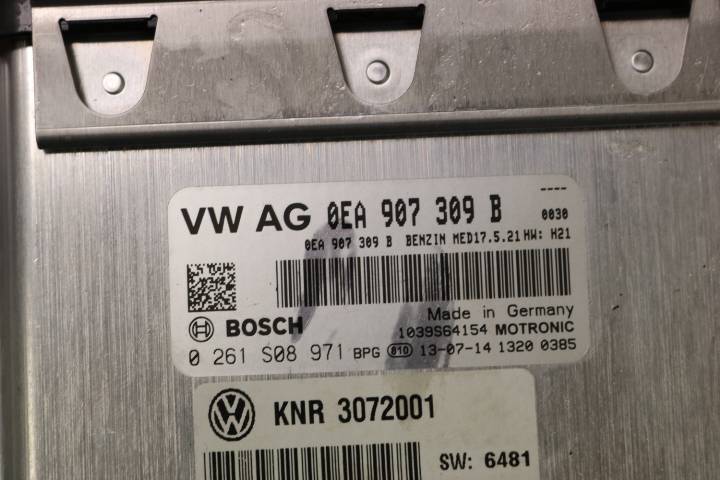 ----
VW AG 0EA 907 309 B 0030
0EA 907 309 B BENZIN MED17.5.21 HW: H21
Made in Germany
BOSCH 1039S64154 MOTRONIC
0 261 S08 971 BPG 810 13-07-14 1320 0385
KNR 3072001
SW: 6481